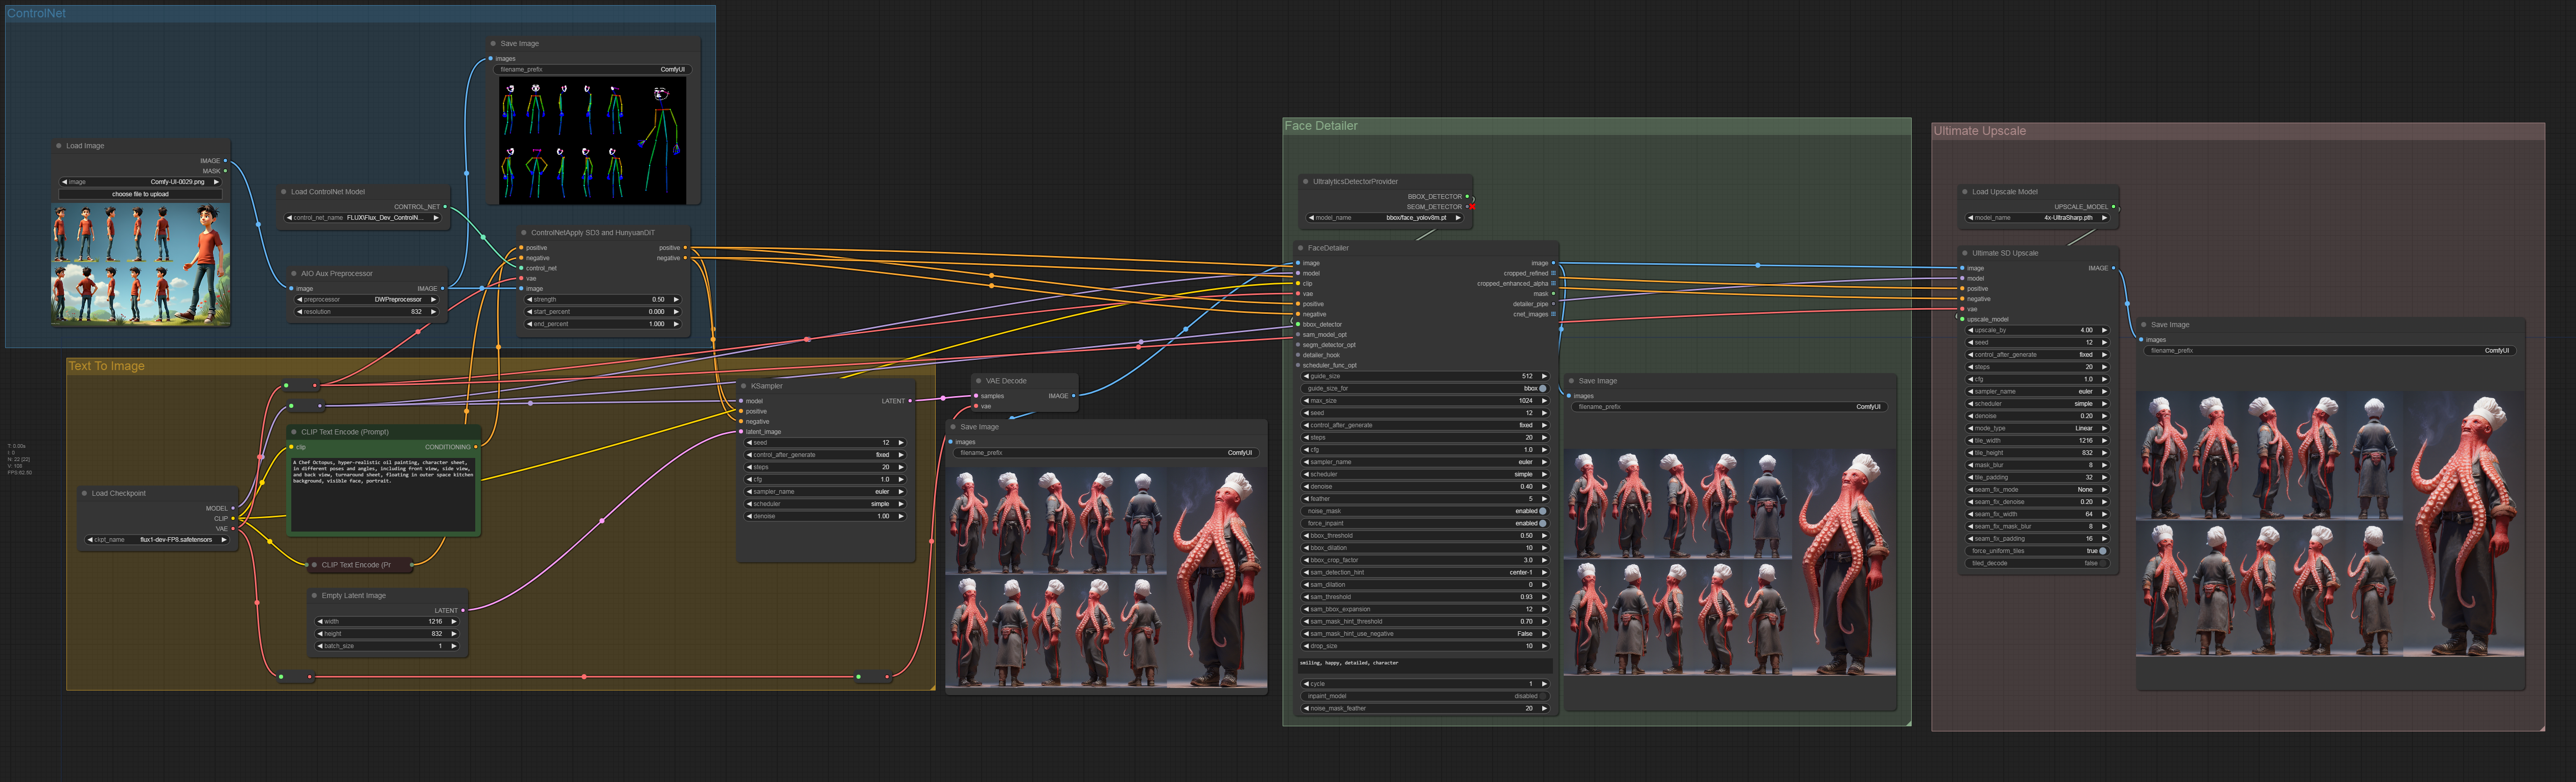 ControlNet
Save Image
images
filename_prefix ComfyUI
Load Image
IMAGE
MASK
image Comfy-UI-0029.png
choose file to upload
Load ControlNet Model
CONTROL_NET
control_net_name FLUX\Flux_Dev_ControlN...
AIO Aux Preprocessor
image IMAGE
preprocessor DWPreprocessor
resolution 832
ControlNetApply SD3 and HunyuanDiT
positive positive
negative negative
control_net
vae
image
strength 0.50
start_percent 0.000
end_percent 1.000
Text To Image
CLIP Text Encode (Prompt)
clip CONDITIONING
A Chef Octopus, hyper-realistic oil painting, character sheet,
in different poses and angles, including front view, side view,
and back view, turnaround sheet, floating in outer space kitchen
background, visible face, portrait.
Load Checkpoint
MODEL
CLIP
VAE
ckpt_name flux1-dev-FP8.safetensors
CLIP Text Encode (Pr
Empty Latent Image
LATENT
width 1216
height 832
batch_size 1
KSampler
model LATENT
positive
negative
latent_image
seed 12
control_after_generate fixed
steps 20
cfg 1.0
sampler_name euler
scheduler simple
denoise 1.00
VAE Decode
samples IMAGE
vae
Save Image
images
filename_prefix ComfyUI
Face Detailer
UltralyticsDetectorProvider
BBOX_DETECTOR
SEGM_DETECTOR
model_name bbox/face_yolov8m.pt
FaceDetailer
image image
model cropped_refined
clip cropped_enhanced_alpha
vae mask
positive detailer_pipe
negative cnet_images
bbox_detector
sam_model_opt
segm_detector_opt
detailer_hook
scheduler_func_opt
guide_size 512
guide_size_for bbox
max_size 1024
seed 12
control_after_generate fixed
steps 20
cfg 1.0
sampler_name euler
scheduler simple
denoise 0.40
feather 5
noise_mask enabled
force_inpaint enabled
bbox_threshold 0.50
bbox_dilation 10
bbox_crop_factor 3.0
sam_detection_hint center-1
sam_dilation 0
sam_threshold 0.93
sam_bbox_expansion 12
sam_mask_hint_threshold 0.70
sam_mask_hint_use_negative False
drop_size 10
smiling, happy, detailed, character
cycle 1
inpaint_model disabled
noise_mask_feather 20
Save Image
images
filename_prefix ComfyUI
Ultimate Upscale
Load Upscale Model
UPSCALE_MODEL
model_name 4x-UltraSharp.pth
Ultimate SD Upscale
image IMAGE
model
positive
negative
vae
upscale_model
upscale_by 4.00
seed 12
control_after_generate fixed
steps 20
cfg 1.0
sampler_name euler
scheduler simple
denoise 0.20
mode_type Linear
tile_width 1216
tile_height 832
mask_blur 8
tile_padding 32
seam_fix_mode None
seam_fix_denoise 0.20
seam_fix_width 64
seam_fix_mask_blur 8
seam_fix_padding 16
force_uniform_tiles true
tiled_decode false
Save Image
images
filename_prefix ComfyUI
T: 0.00s
I: 0